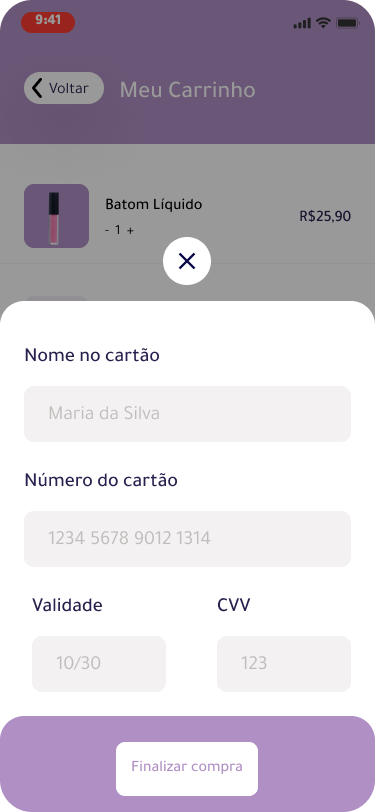 9:41
Voltar
Meu Carrinho
Batom Líquido
- 1 +
R$25,90
Nome no cartão
Maria da Silva
Número do cartão
1234 5678 9012 1314
Validade
CVV
10/30
123
Finalizar compra